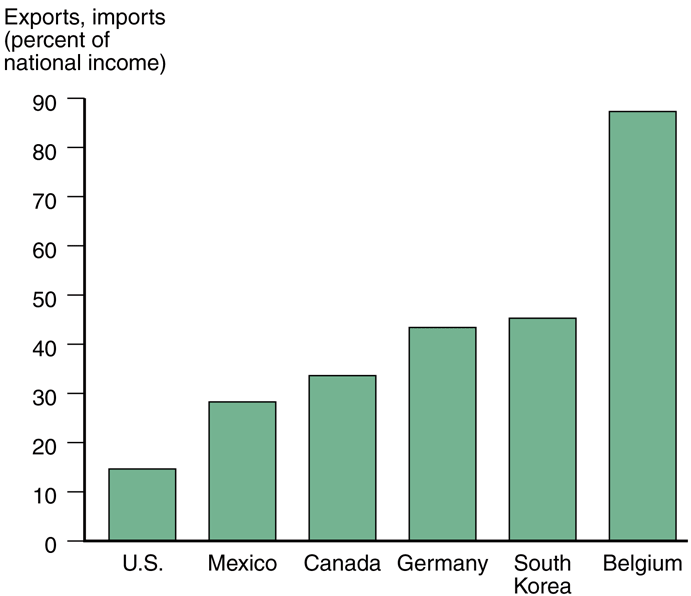 Exports, imports
(percent of
national income)
90
80
70
60
50
40
30
20
10
0
U.S.
Mexico
Canada
Germany
South
Korea
Belgium